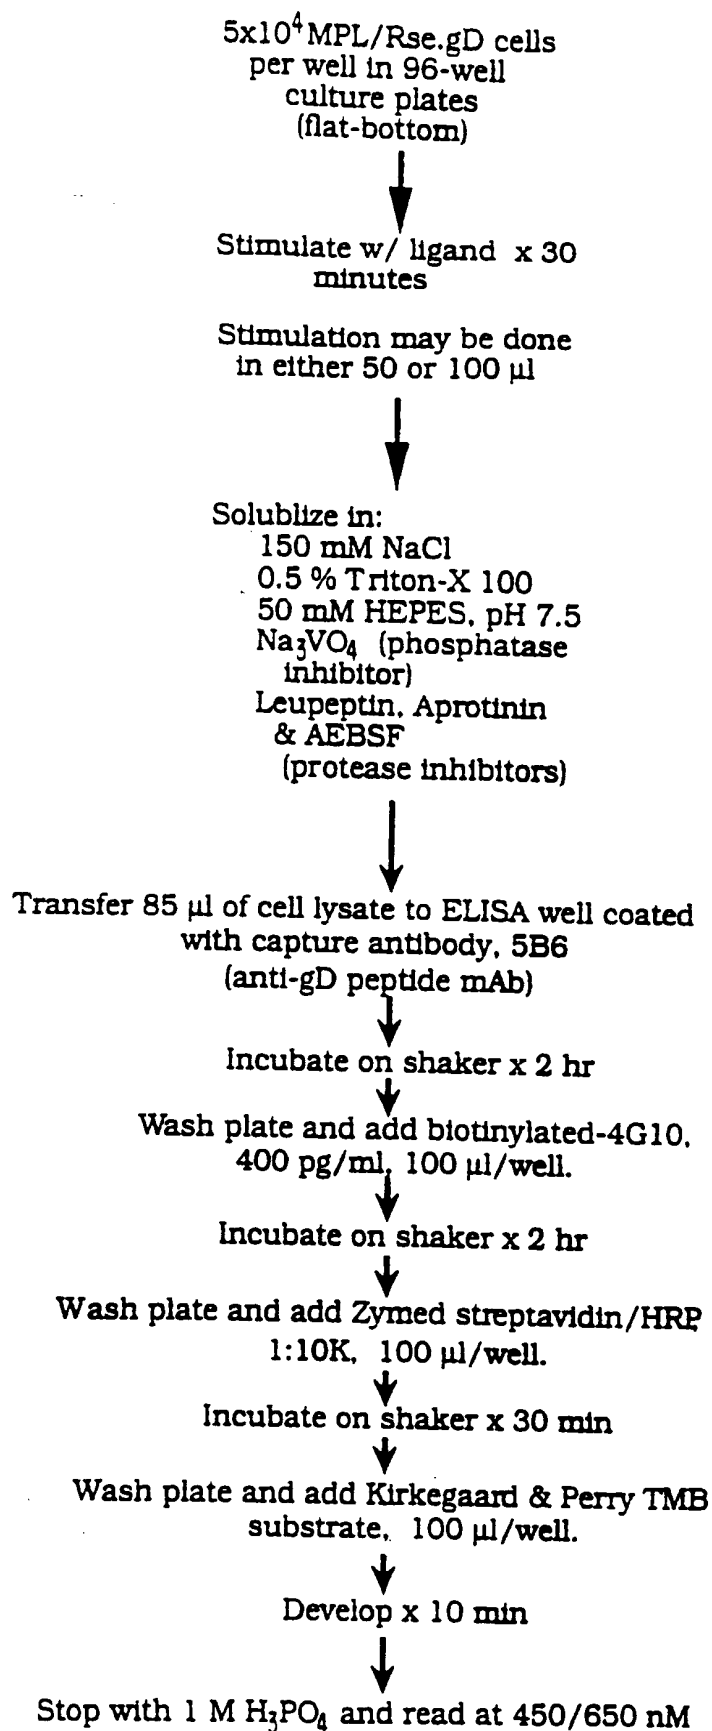 5x10⁴ MPL/Rse.gD cells
per well in 96-well
culture plates
(flat-bottom)
Stimulate w/ ligand x 30
minutes
Stimulation may be done
in either 50 or 100 µl
Solublize in:
150 mM NaCl
0.5 % Triton-X 100
50 mM HEPES, pH 7.5
Na₃VO₄ (phosphatase
inhibitor)
Leupeptin, Aprotinin
& AEBSF
(protease inhibitors)
Transfer 85 µl of cell lysate to ELISA well coated
with capture antibody, 5B6
(anti-gD peptide mAb)
Incubate on shaker x 2 hr
Wash plate and add biotinylated-4G10,
400 pg/ml, 100 µl/well.
Incubate on shaker x 2 hr
Wash plate and add Zymed streptavidin/HRP,
1:10K, 100 µl/well.
Incubate on shaker x 30 min
Wash plate and add Kirkegaard & Perry TMB
substrate, 100 µl/well.
Develop x 10 min
Stop with 1 M H₃PO₄ and read at 450/650 nM